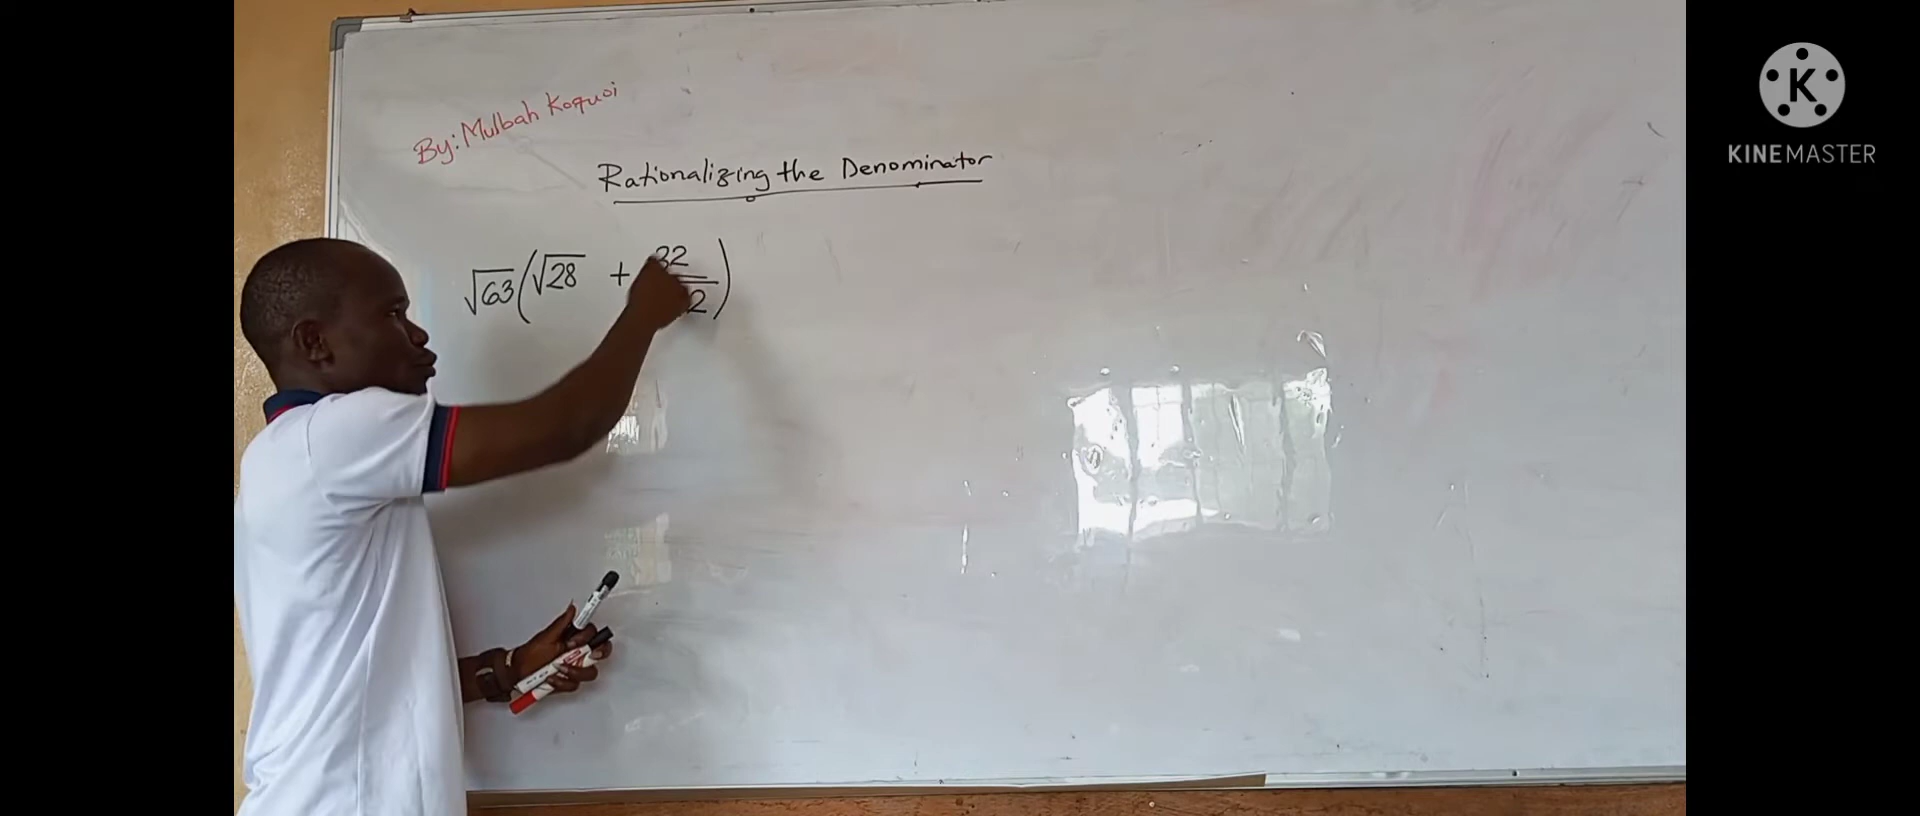 By: Mulbah Koquoi
Rationalizing the Denominator
√63(√28 + 32
2)
K
KINEMASTER